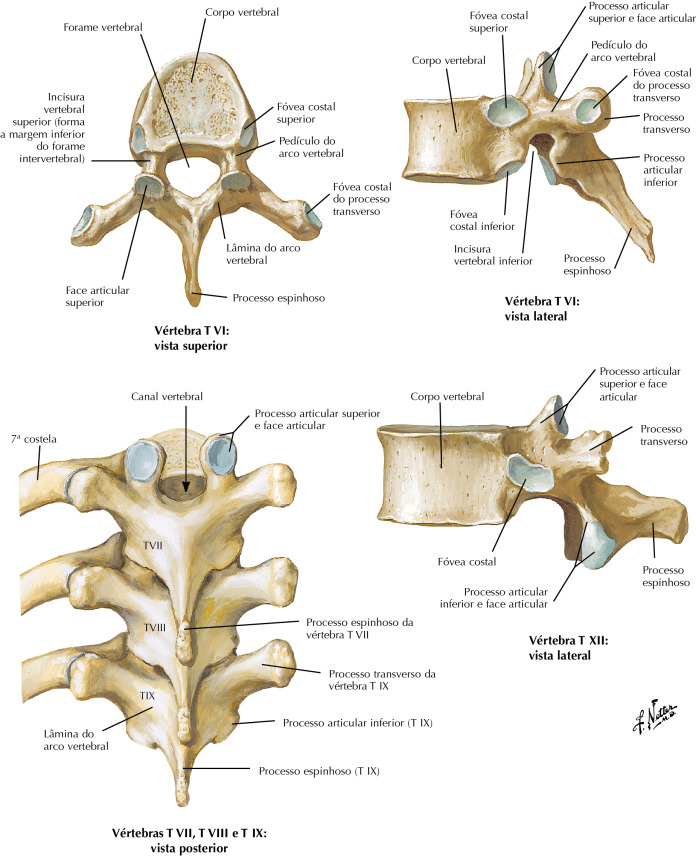 Corpo vertebral
Forame vertebral
Incisura
vertebral
superior (forma
a margem inferior
do forame
intervertebral)
Fóvea costal
superior
Pedículo do
arco vertebral
Fóvea costal
do processo
transverso
Lâmina do arco
vertebral
Face articular
superior
Processo espinhoso
Vértebra T VI:
vista superior
Fóvea costal
superior
Processo articular
superior e face articular
Corpo vertebral
Pedículo do
arco vertebral
Fóvea costal
do processo
transverso
Processo
transverso
Processo
articular
inferior
Fóvea
costal inferior
Incisura
vertebral inferior
Processo
espinhoso
Vértebra T VI:
vista lateral
Canal vertebral
Processo articular superior
e face articular
7ª costela
TVII
TVIII
TIX
Processo espinhoso da
vértebra T VII
Processo transverso da
vértebra T IX
Lâmina do
arco vertebral
Processo articular inferior (T IX)
Processo espinhoso (T IX)
Vértebras T VII, T VIII e T IX:
vista posterior
Processo articular
superior e face
articular
Corpo vertebral
Processo
transverso
Fóvea costal
Processo articular
inferior e face articular
Processo
espinhoso
Vértebra T XII:
vista lateral
F. Netter
M.D.